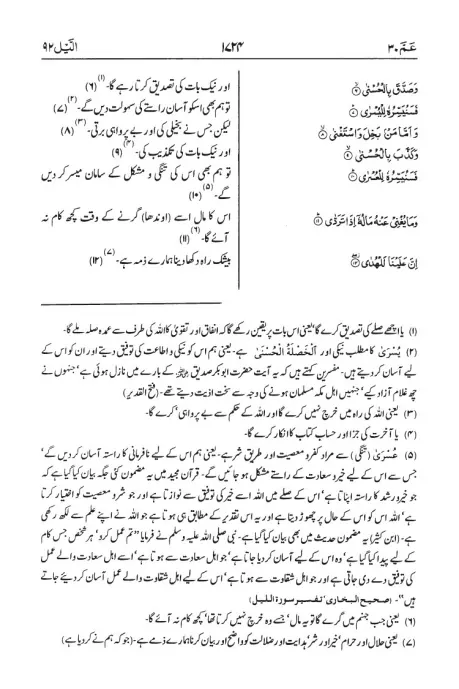 عَمَّ ۳۰
۱۷۲۴
الَّيل ۹۲
وَصَدَّقَ بِالْحُسْنٰى ۙ۶
فَسَنُيَسِّرُهٗ لِلْيُسْرٰى ؕ۷
وَاَمَّا مَنْۢ بَخِلَ وَاسْتَغْنٰى ۙ۸
وَكَذَّبَ بِالْحُسْنٰى ۙ۹
فَسَنُيَسِّرُهٗ لِلْعُسْرٰى ؕ۱۰
وَمَا يُغْنِىْ عَنْهُ مَالُهٗٓ اِذَا تَرَدّٰى ؕ۱۱
اِنَّ عَلَيْنَا لَلْهُدٰى ۖ۱۲
اور نیک بات کی تصدیق کرتا رہے گا۔(۱) (۶)
تو ہم بھی اسکو آسان راستے کی سہولت دیں گے۔(۲) (۷)
لیکن جس نے بخیلی کی اور بے پرواہی برتی۔(۳) (۸)
اور نیک بات کی تکذیب کی۔(۴) (۹)
تو ہم بھی اس کی تنگی و مشکل کے سامان میسر کر دیں
گے۔(۵) (۱۰)
اس کا مال اسے (اوندھا) گرنے کے وقت کچھ کام نہ
آئے گا۔(۶) (۱۱)
بیشک راہ دکھا دینا ہمارے ذمہ ہے۔(۷) (۱۲)
(۱) یا اچھے صلے کی تصدیق کرے گا، یعنی اس بات پر یقین رکھے گا کہ انفاق اور تقویٰ کا اللہ کی طرف سے عمدہ صلہ ملے گا۔
(۲) يُسْرٰى کا مطلب نیکی اور اَلْخَصْلَةُ الْحُسْنٰى ہے۔ یعنی ہم اس کو نیکی و اطاعت کی توفیق دیتے اور ان کو اس کے
لیے آسان کر دیتے ہیں۔ مفسرین کہتے ہیں کہ یہ آیت حضرت ابوبکر صدیق رضی اللہ عنہ کے بارے میں نازل ہوئی ہے، جنہوں نے
چھ غلام آزاد کیے، جنہیں اہل مکہ مسلمان ہونے کی وجہ سے سخت اذیت دیتے تھے۔ (فتح القدیر)
(۳) یعنی اللہ کی راہ میں خرچ نہیں کرے گا اور اللہ کے حکم سے بے پرواہی، کرے گا۔
(۴) یا آخرت کی جزا اور حساب کتاب کا انکار کرے گا۔
(۵) عُسْرٰى (تنگی) سے مراد کفر و معصیت اور طریق شر ہے۔ یعنی ہم اس کے لیے نافرمانی کا راستہ آسان کر دیں گے،
جس سے اس کے لیے خیر و سعادت کے راستے مشکل ہو جائیں گے۔ قرآن مجید میں یہ مضمون کئی جگہ بیان کیا گیا ہے کہ
جو خیر و رشد کا راستہ اپناتا ہے، اس کے صلے میں اللہ اسے خیر کی توفیق سے نوازتا ہے اور جو شر و معصیت کو اختیار کرتا
ہے، اللہ اس کو اس کے حال پر چھوڑ دیتا ہے اور یہ اس تقدیر کے مطابق ہی ہوتا ہے جو اللہ نے اپنے علم سے لکھ رکھی
ہے۔ (ابن کثیر) یہ مضمون حدیث میں بھی بیان کیا گیا ہے۔ نبی صلی اللہ علیہ وسلم نے فرمایا "تم عمل کرو، ہر شخص جس کام
کے لیے پیدا کیا گیا ہے، وہ اس کے لیے آسان کر دیا جاتا ہے، جو اہل سعادت سے ہوتا ہے، اسے اہل سعادت والے عمل
کی توفیق دے دی جاتی ہے اور جو اہل شقاوت سے ہوتا ہے، اس کے لیے اہل شقاوت والے عمل آسان کر دیئے جاتے
ہیں"۔ (صحیح البخاری، تفسیر سورۃ اللیل)
(۶) یعنی جب جہنم میں گرے گا تو یہ مال، جسے وہ خرچ نہیں کرتا تھا، کچھ کام نہ آئے گا۔
(۷) یعنی حلال اور حرام، خیر اور شر، ہدایت اور ضلالت کو واضح اور بیان کرنا ہمارے ذمے ہے۔ (جو کہ ہم نے کر دیا ہے)